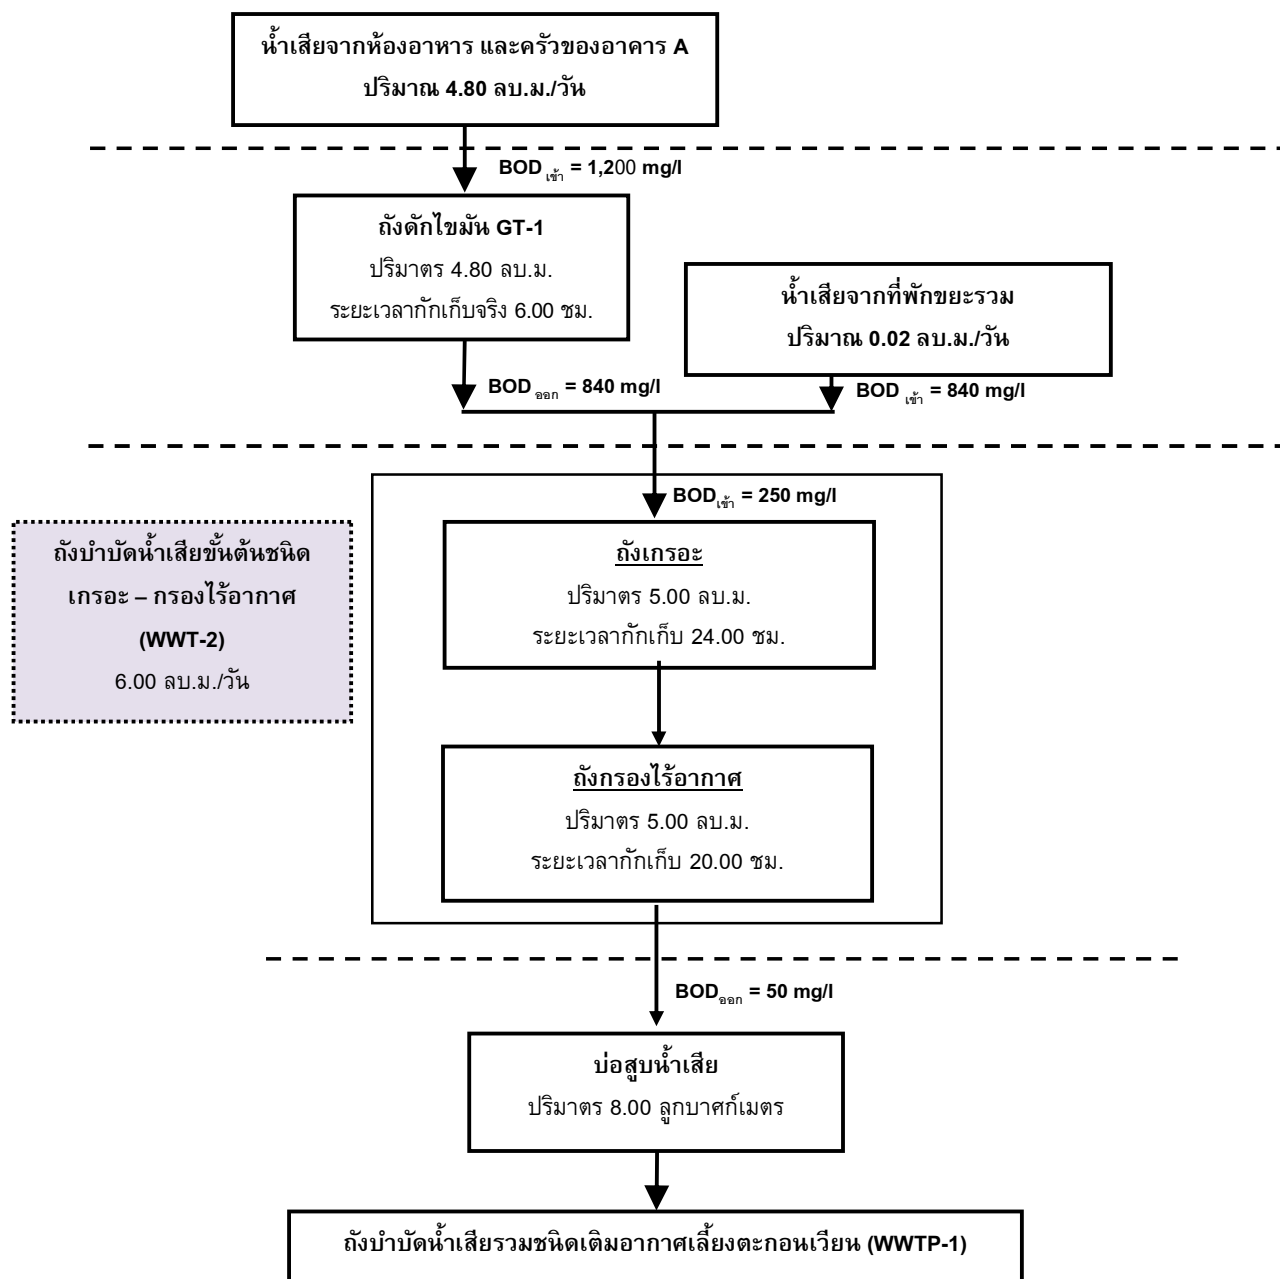 น้ำเสียจากห้องอาหาร และครัวของอาคาร A
ปริมาณ 4.80 ลบ.ม./วัน
BOD เข้า = 1,200 mg/l
ถังดักไขมัน GT-1
ปริมาตร 4.80 ลบ.ม.
ระยะเวลากักเก็บจริง 6.00 ชม.
น้ำเสียจากที่พักขยะรวม
ปริมาณ 0.02 ลบ.ม./วัน
BOD ออก = 840 mg/l
BOD เข้า = 840 mg/l
BODเข้า = 250 mg/l
ถังบำบัดน้ำเสียขั้นต้นชนิด
เกรอะ – กรองไร้อากาศ
(WWT-2)
6.00 ลบ.ม./วัน
ถังเกรอะ
ปริมาตร 5.00 ลบ.ม.
ระยะเวลากักเก็บ 24.00 ชม.
ถังกรองไร้อากาศ
ปริมาตร 5.00 ลบ.ม.
ระยะเวลากักเก็บ 20.00 ชม.
BODออก = 50 mg/l
บ่อสูบน้ำเสีย
ปริมาตร 8.00 ลูกบาศก์เมตร
ถังบำบัดน้ำเสียรวมชนิดเติมอากาศเลี้ยงตะกอนเวียน (WWTP-1)